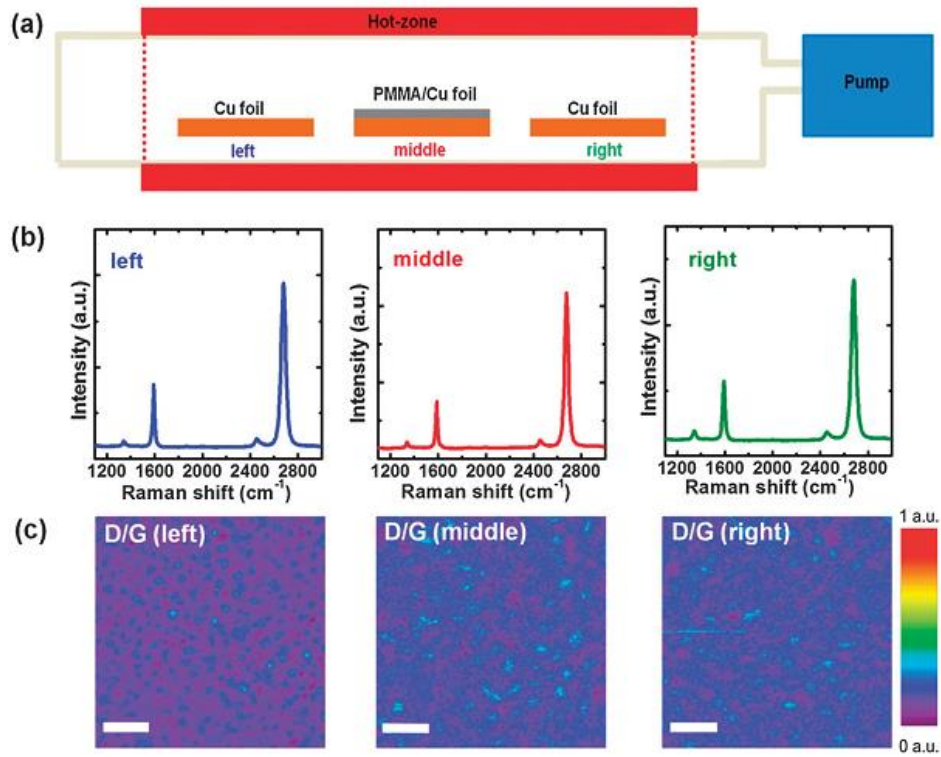 (a)
Hot-zone
Pump
Cu foil
PMMA/Cu foil
Cu foil
left
middle
right
(b)
left
Intensity (a.u.)
1200 1600 2000 2400 2800
Raman shift (cm⁻¹)
middle
Intensity (a.u.)
1200 1600 2000 2400 2800
Raman shift (cm⁻¹)
right
Intensity (a.u.)
1200 1600 2000 2400 2800
Raman shift (cm⁻¹)
(c)
D/G (left)
D/G (middle)
D/G (right)
1 a.u.
0 a.u.